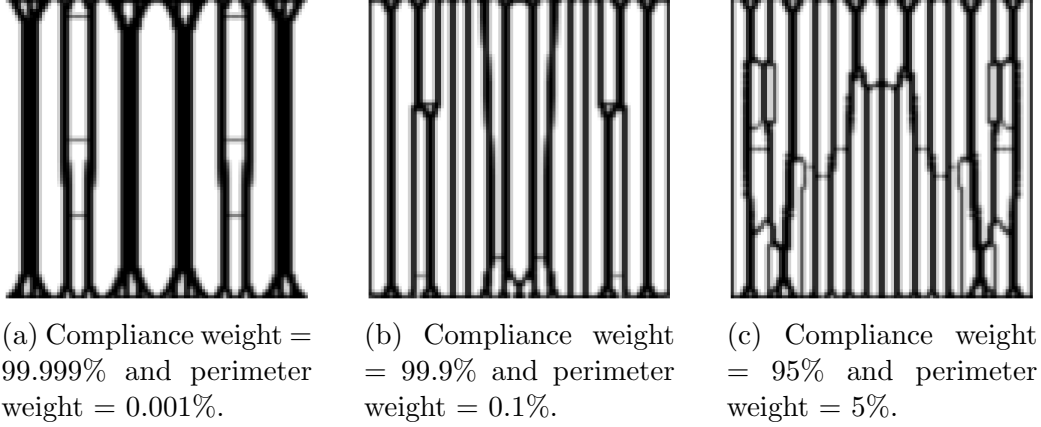 (a) Compliance weight =
99.999% and perimeter
weight = 0.001%.
(b) Compliance weight
= 99.9% and perimeter
weight = 0.1%.
(c) Compliance weight
= 95% and perimeter
weight = 5%.